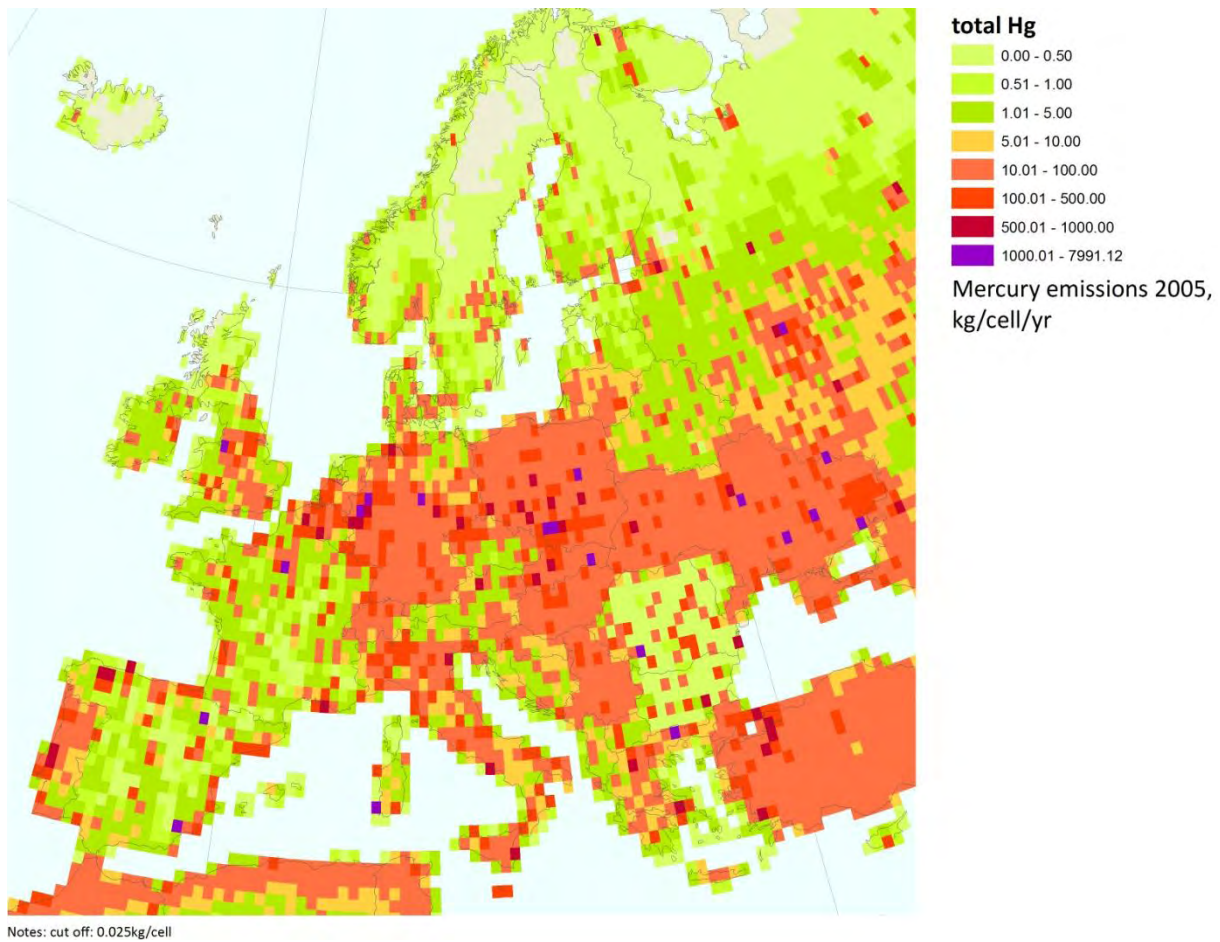 total Hg
0.00 - 0.50
0.51 - 1.00
1.01 - 5.00
5.01 - 10.00
10.01 - 100.00
100.01 - 500.00
500.01 - 1000.00
1000.01 - 7991.12
Mercury emissions 2005,
kg/cell/yr
Notes: cut off: 0.025kg/cell